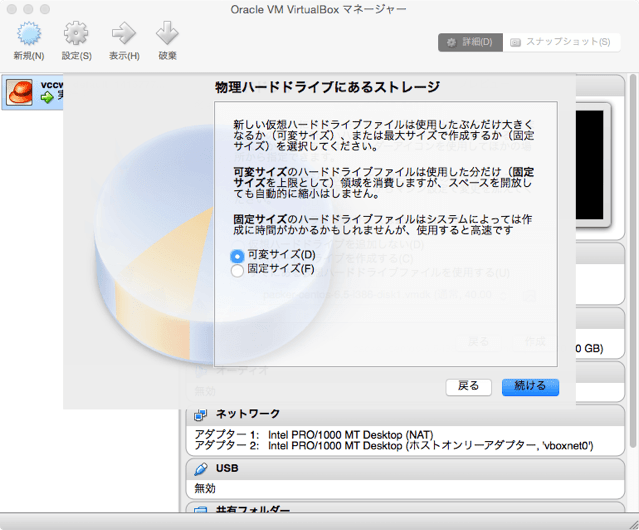 Oracle VM VirtualBox マネージャー
新規(N)
設定(S)
表示(H)
破棄
詳細(D)
スナップショット(S)
vccw
物理ハードドライブにあるストレージ
新しい仮想ハードドライブファイルは使用したぶんだけ大きく
なるか（可変サイズ）、または最大サイズで作成するか（固定
サイズ）を選択してください。
可変サイズのハードドライブファイルは使用した分だけ（固定
サイズを上限として）領域を消費しますが、スペースを開放し
ても自動的に縮小はしません。
固定サイズのハードドライブファイルはシステムによっては作
成に時間がかかるかもしれませんが、使用すると高速です
可変サイズ(D)
固定サイズ(F)
戻る
続ける
0 GB)
オーディオ
無効
ネットワーク
アダプター 1: Intel PRO/1000 MT Desktop (NAT)
アダプター 2: Intel PRO/1000 MT Desktop (ホストオンリーアダプター, 'vboxnet0')
USB
無効
共有フォルダー